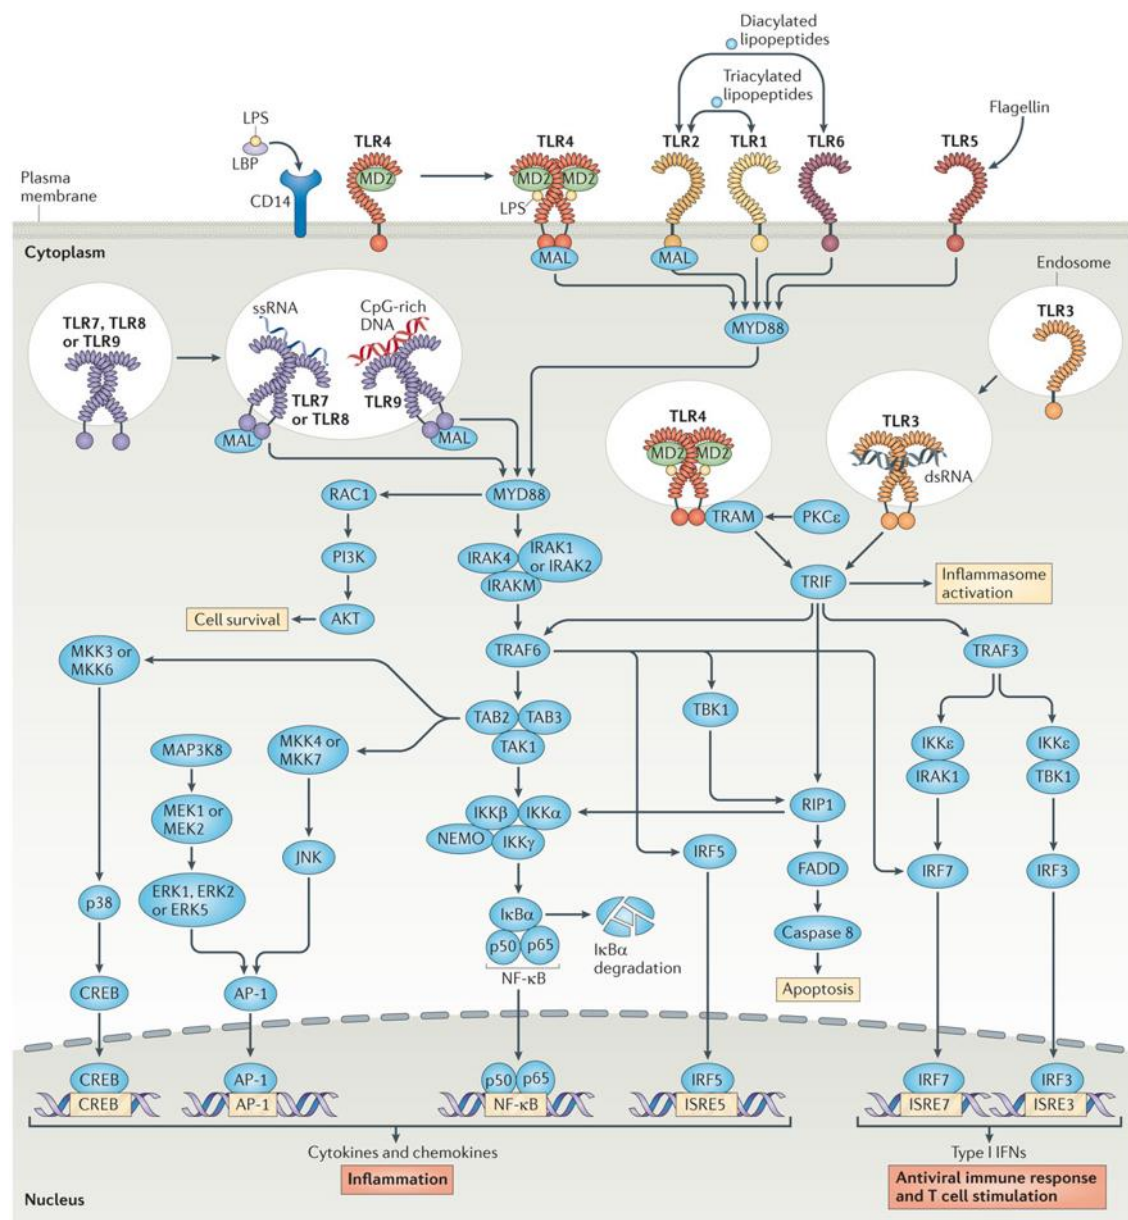 Diacylated
lipopeptides
Triacylated
lipopeptides
Flagellin
LPS
LBP
CD14
TLR4
MD2
TLR4
MD2 MD2
LPS
TLR2
TLR1
TLR6
TLR5
Plasma
membrane
Cytoplasm
MAL
MAL
MYD88
Endosome
TLR3
TLR7, TLR8
or TLR9
ssRNA
CpG-rich
DNA
TLR7
or TLR8
TLR9
MAL
MAL
TLR4
MD2 MD2
TLR3
dsRNA
RAC1
MYD88
TRAM
PKCε
PI3K
IRAK4
IRAK1
or IRAK2
IRAKM
TRIF
Inflammasome
activation
Cell survival
AKT
MKK3 or
MKK6
TRAF6
TRAF3
TAB2
TAB3
TAK1
TBK1
MAP3K8
MKK4 or
MKK7
IKKε
IRAK1
IKKε
TBK1
MEK1 or
MEK2
IKKβ
IKKα
NEMO
IKKγ
RIP1
JNK
IRF5
FADD
IRF7
IRF3
p38
ERK1, ERK2
or ERK5
IκBα
p50
p65
NF-κB
IκBα
degradation
Caspase 8
Apoptosis
CREB
AP-1
CREB
CREB
AP-1
AP-1
p50
p65
NF-κB
IRF5
ISRE5
IRF7
ISRE7
IRF3
ISRE3
Cytokines and chemokines
Inflammation
Type I IFNs
Antiviral immune response
and T cell stimulation
Nucleus